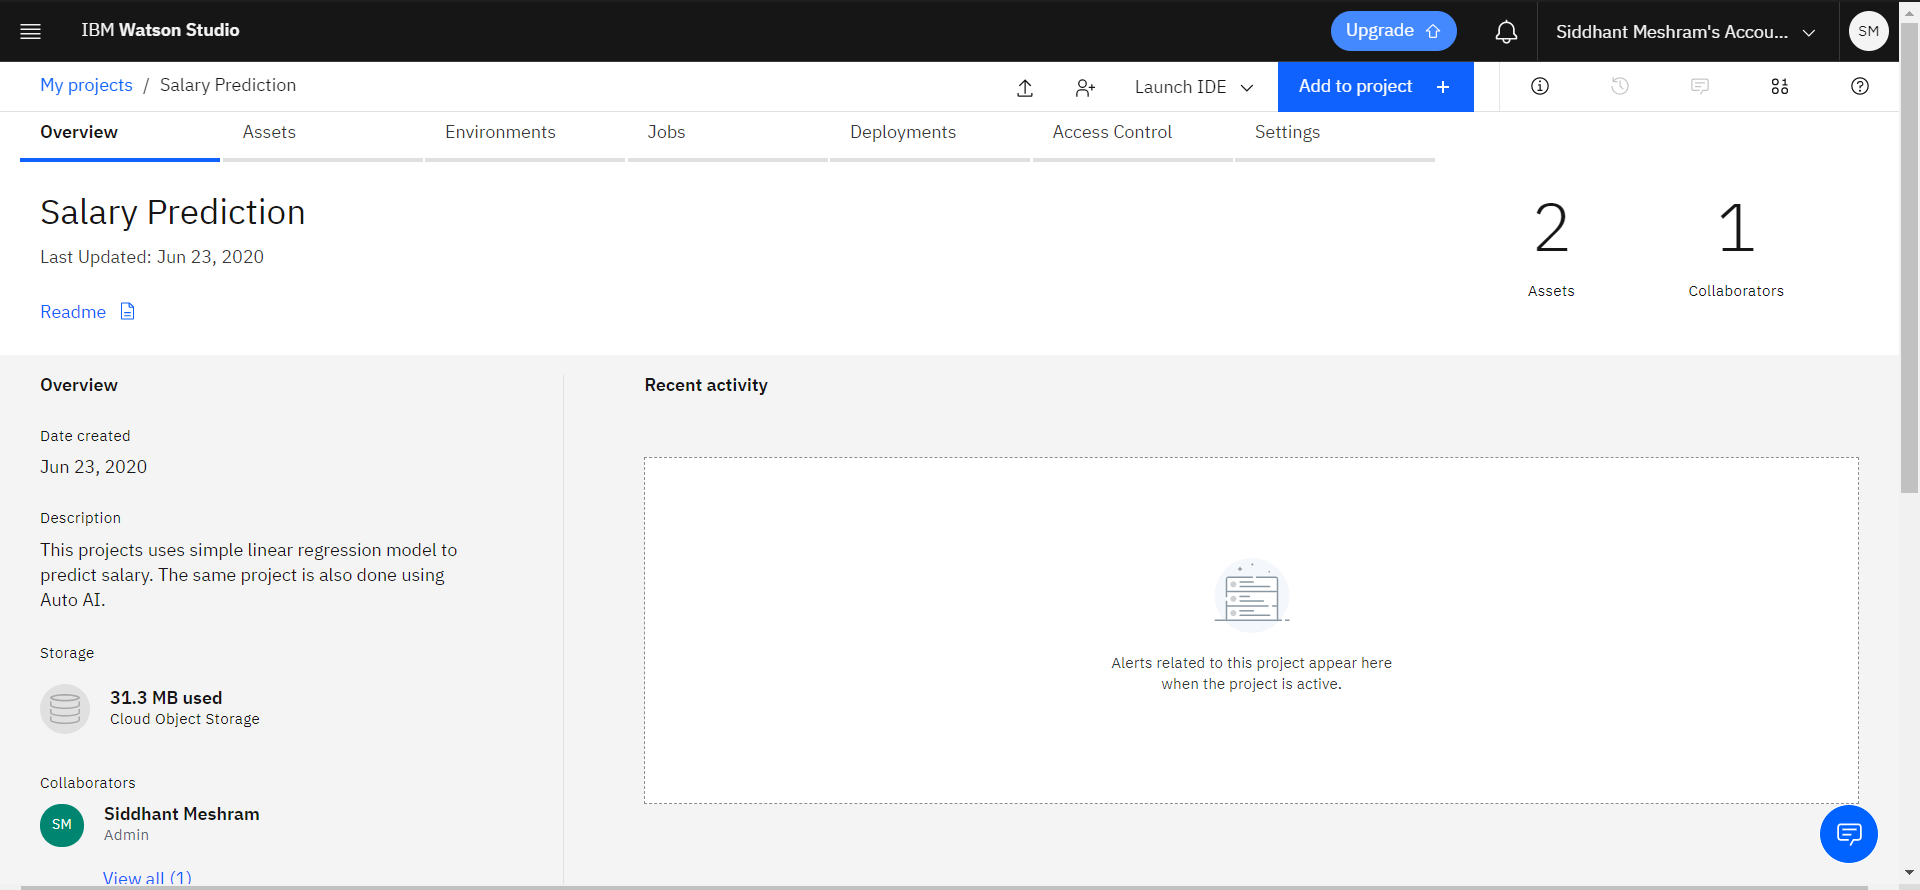 IBM Watson Studio
Upgrade
Siddhant Meshram's Accou...
SM
My projects / Salary Prediction
Launch IDE
Add to project +
Overview
Assets
Environments
Jobs
Deployments
Access Control
Settings
Salary Prediction
Last Updated: Jun 23, 2020
Readme
2
Assets
1
Collaborators
Overview
Date created
Jun 23, 2020
Description
This projects uses simple linear regression model to
predict salary. The same project is also done using
Auto AI.
Storage
31.3 MB used
Cloud Object Storage
Collaborators
SM
Siddhant Meshram
Admin
View all (1)
Recent activity
Alerts related to this project appear here
when the project is active.